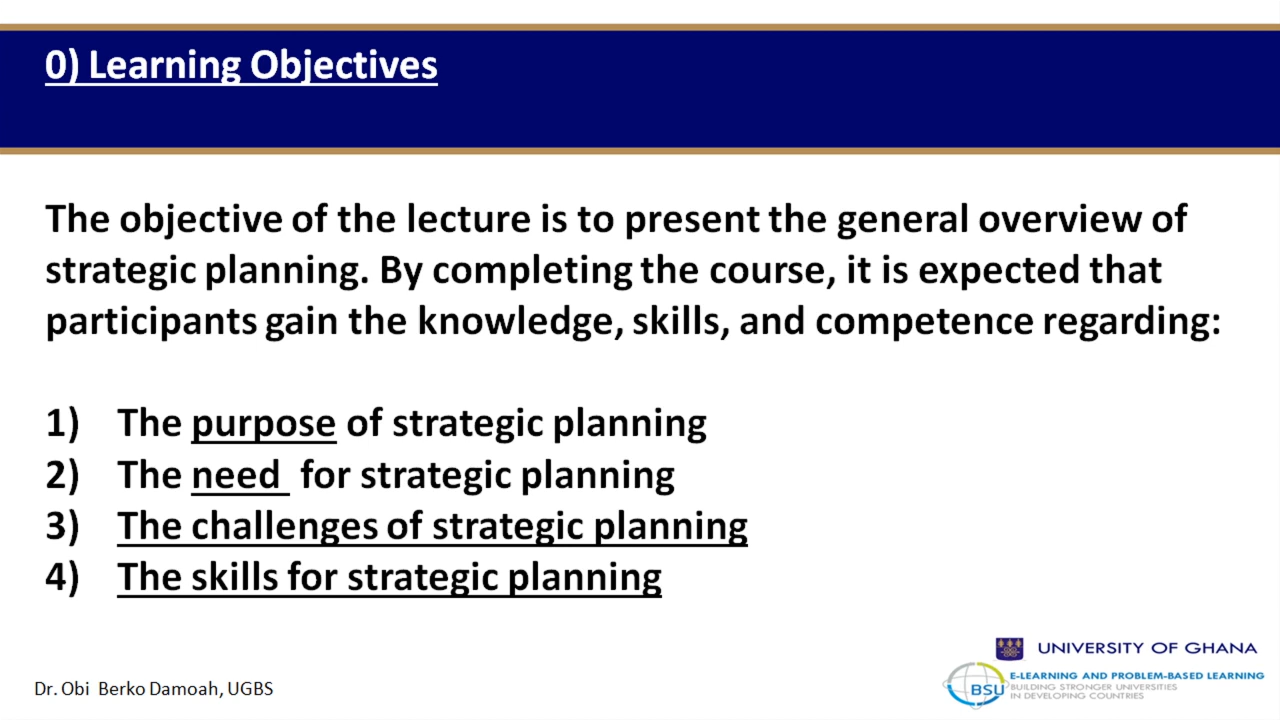 0) Learning Objectives
The objective of the lecture is to present the general overview of
strategic planning. By completing the course, it is expected that
participants gain the knowledge, skills, and competence regarding:
1) The purpose of strategic planning
2) The need for strategic planning
3) The challenges of strategic planning
4) The skills for strategic planning
UNIVERSITY OF GHANA
BSU
E-LEARNING AND PROBLEM-BASED LEARNING
BUILDING STRONGER UNIVERSITIES
IN DEVELOPING COUNTRIES
Dr. Obi Berko Damoah, UGBS